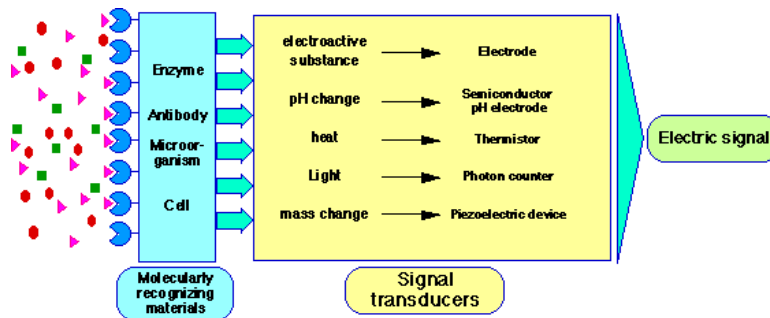 Enzyme
Antibody
Microor-
ganism
Cell
electroactive
substance
Electrode
pH change
Semiconductor
pH electrode
heat
Thermistor
Light
Photon counter
mass change
Piezoelectric device
Electric signal
Molecularly
recognizing
materials
Signal
transducers